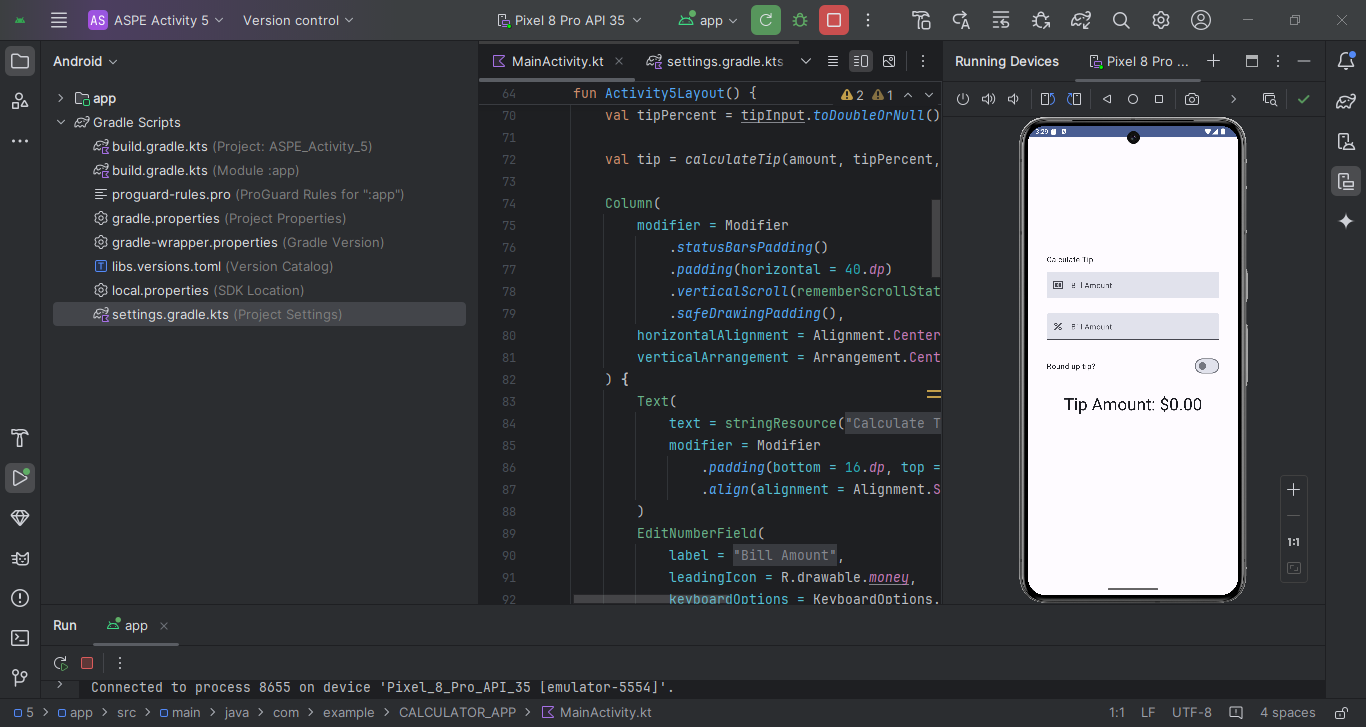 AS ASPE Activity 5 Version control Pixel 8 Pro API 35 app
Android
app
Gradle Scripts
build.gradle.kts (Project: ASPE_Activity_5)
build.gradle.kts (Module :app)
proguard-rules.pro (ProGuard Rules for ":app")
gradle.properties (Project Properties)
gradle-wrapper.properties (Gradle Version)
libs.versions.toml (Version Catalog)
local.properties (SDK Location)
settings.gradle.kts (Project Settings)
MainActivity.kt settings.gradle.kts
2 1
64 fun Activity5Layout() {
70 val tipPercent = tipInput.toDoubleOrNull()
71
72 val tip = calculateTip(amount, tipPercent,
73
74 Column(
75 modifier = Modifier
76 .statusBarsPadding()
77 .padding(horizontal = 40.dp)
78 .verticalScroll(rememberScrollStat
79 .safeDrawingPadding(),
80 horizontalAlignment = Alignment.Center
81 verticalArrangement = Arrangement.Cent
82 ) {
83 Text(
84 text = stringResource("Calculate T
85 modifier = Modifier
86 .padding(bottom = 16.dp, top =
87 .align(alignment = Alignment.S
88 )
89 EditNumberField(
90 label = "Bill Amount",
91 leadingIcon = R.drawable.money,
92 keyboardOptions = KeyboardOptions.
Running Devices Pixel 8 Pro ...
3:29
Calculate Tip
Bill Amount
Bill Amount
Round up tip?
Tip Amount: $0.00
1:1
Run app
Connected to process 8655 on device 'Pixel_8_Pro_API_35 [emulator-5554]'.
5 > app > src > main > java > com > example > CALCULATOR_APP > MainActivity.kt 1:1 LF UTF-8 4 spaces